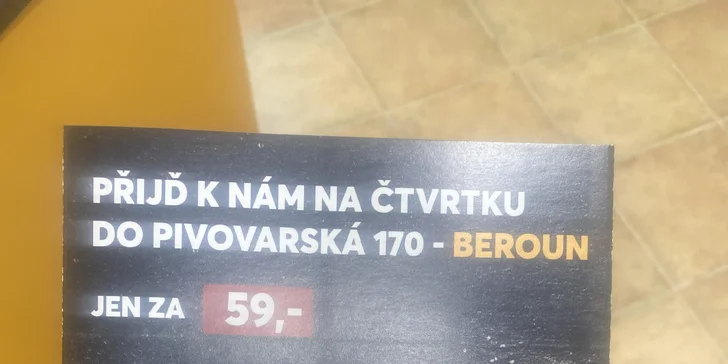 PŘIJĎ K NÁM NA ČTVRTKU
DO PIVOVARSKÁ 170 - BEROUN
JEN ZA 59,-